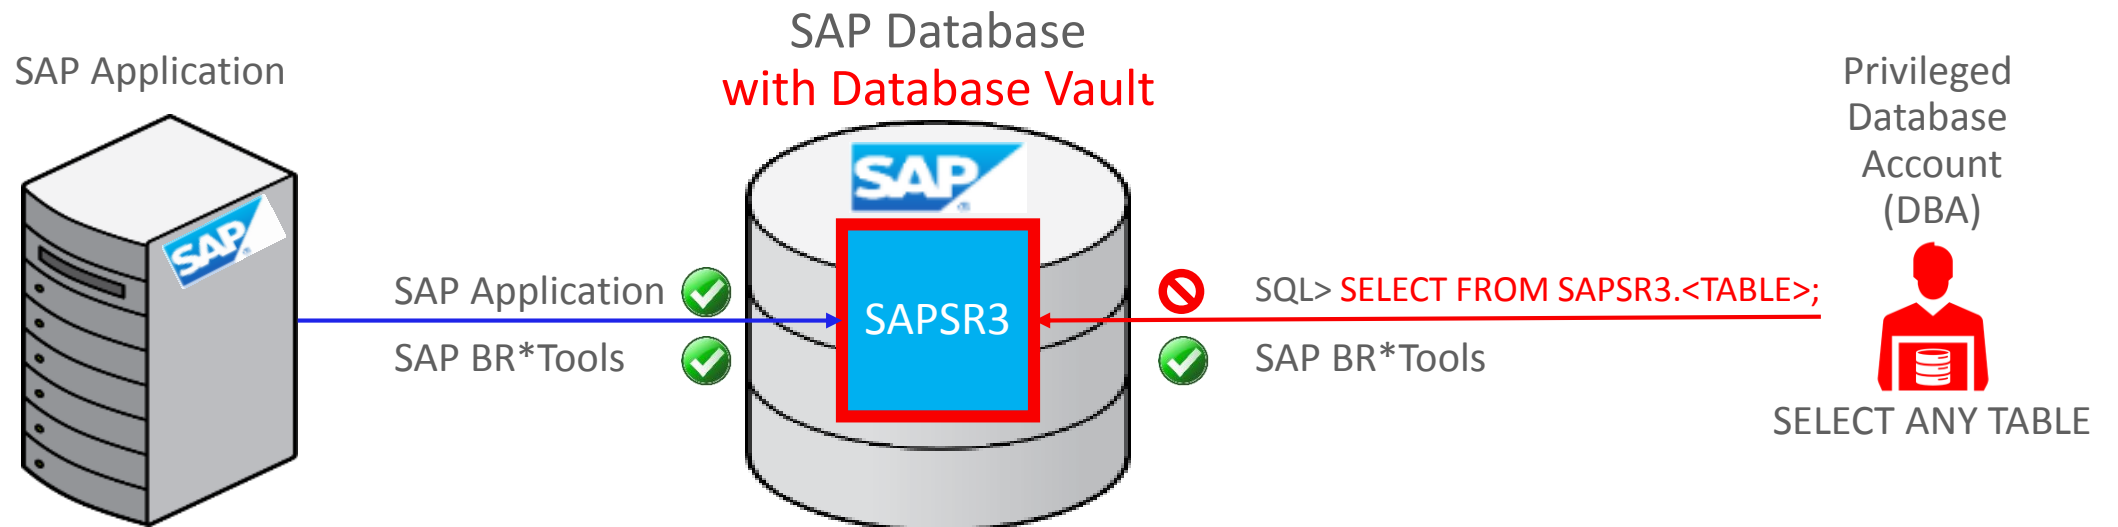 SAP Application
SAP
SAP Database
with Database Vault
SAP
SAPSR3
SAP Application
SAP BR*Tools
SQL> SELECT FROM SAPSR3.<TABLE>;
SAP BR*Tools
Privileged
Database
Account
(DBA)
SELECT ANY TABLE